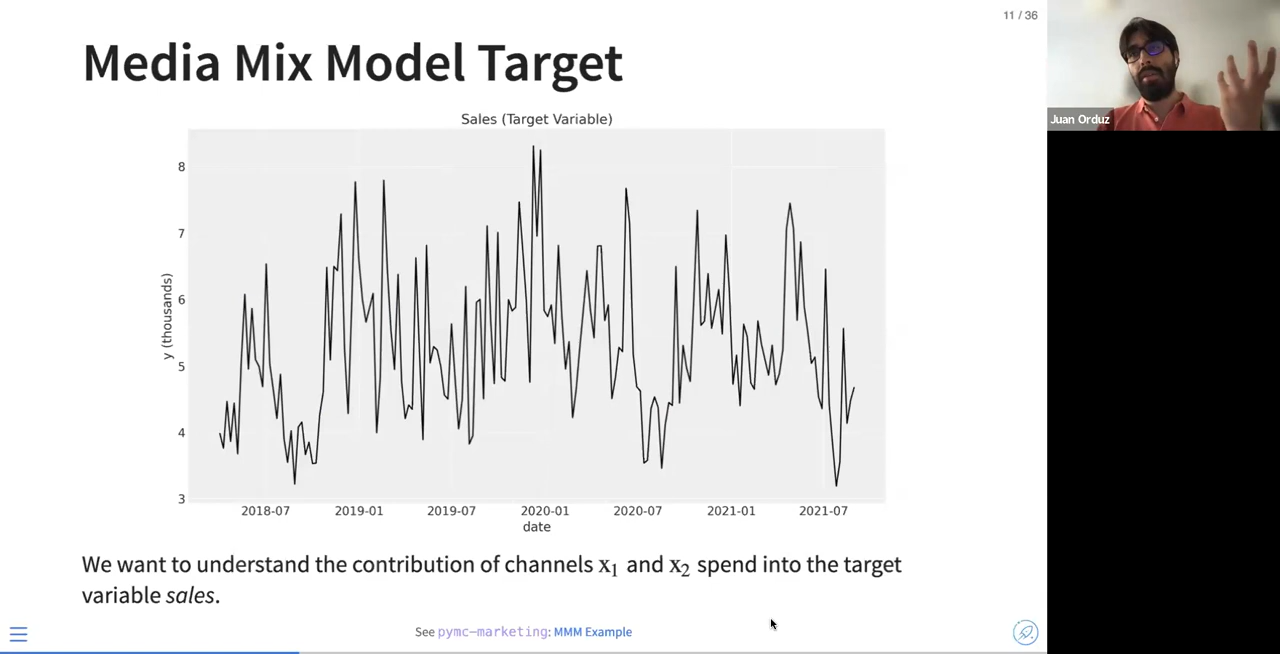 11 / 36
Media Mix Model Target
Juan Orduz
Sales (Target Variable)
8
7
6
5
4
3
y (thousands)
2018-07 2019-01 2019-07 2020-01 2020-07 2021-01 2021-07
date
We want to understand the contribution of channels x₁ and x₂ spend into the target
variable sales.
See pymc-marketing: MMM Example